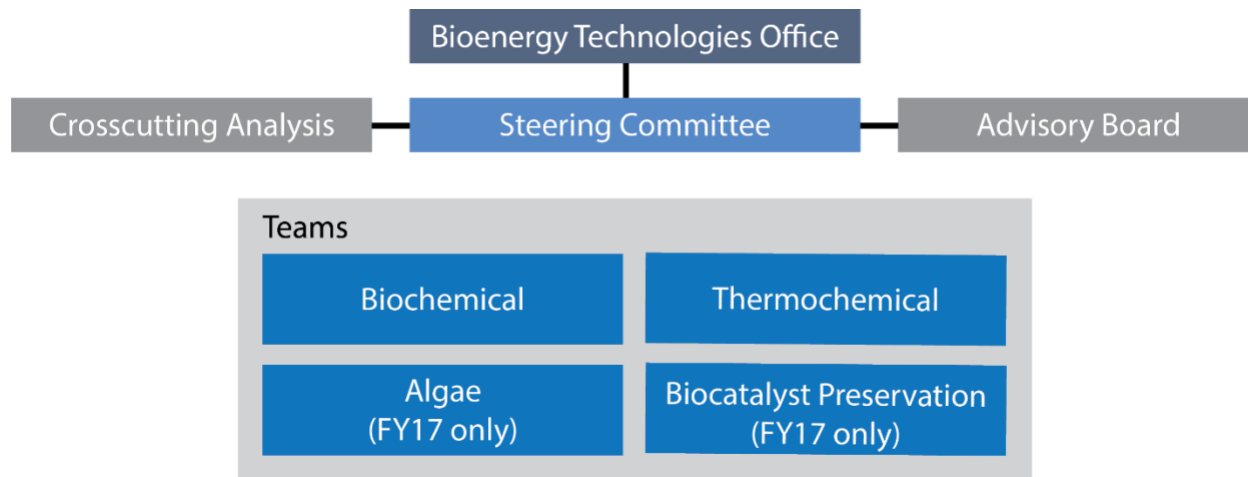 Bioenergy Technologies Office
Crosscutting Analysis
Steering Committee
Advisory Board
Teams
Biochemical
Thermochemical
Algae
(FY17 only)
Biocatalyst Preservation
(FY17 only)